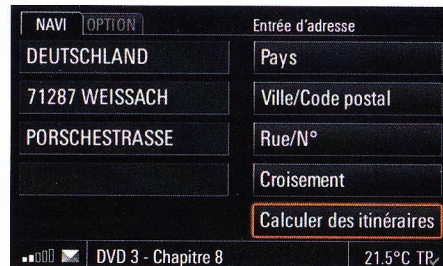 NAVI OPTION Entrée d'adresse
DEUTSCHLAND Pays
71287 WEISSACH Ville/Code postal
PORSCHESTRASSE Rue/N°
Croisement
Calculer des itinéraires
DVD 3 - Chapitre 8 21.5°C TP